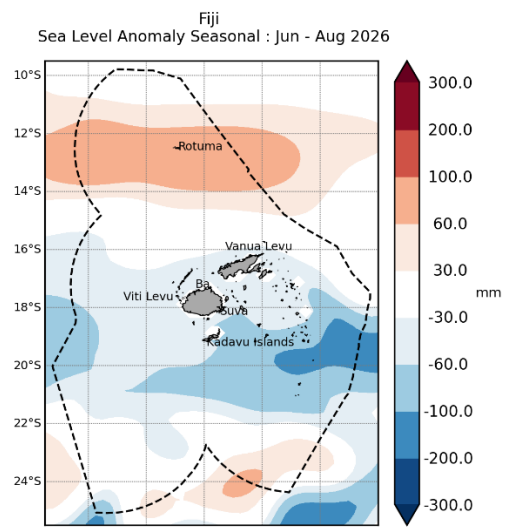 Fiji
Sea Level Anomaly Seasonal : Jun - Aug 2026
10°S
12°S
14°S
16°S
18°S
20°S
22°S
24°S
Rotuma
Vanua Levu
Ba
Viti Levu
Suva
Kadavu Islands
300.0
200.0
100.0
60.0
30.0
mm
-30.0
-60.0
-100.0
-200.0
-300.0